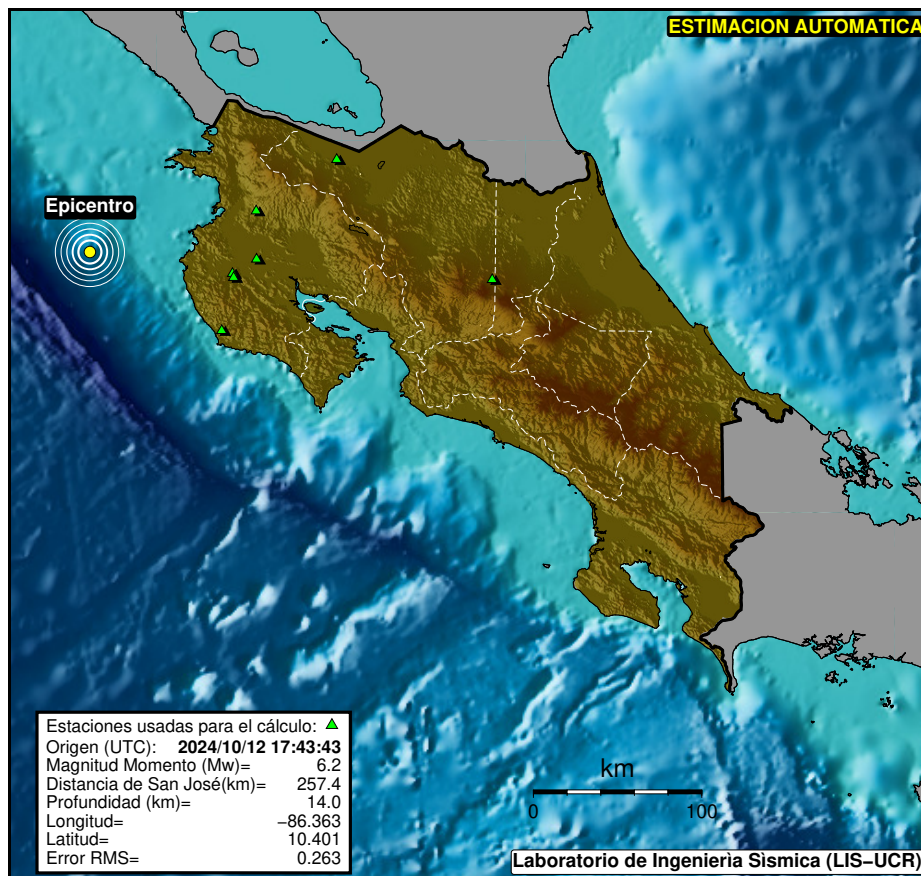 ESTIMACION AUTOMATICA
Epicentro
Estaciones usadas para el cálculo:
Origen (UTC): 2024/10/12 17:43:43
Magnitud Momento (Mw)= 6.2
Distancia de San José(km)= 257.4
Profundidad (km)= 14.0
Longitud= −86.363
Latitud= 10.401
Error RMS= 0.263
km
0 100
Laboratorio de Ingenierìa Sìsmica (LIS−UCR)